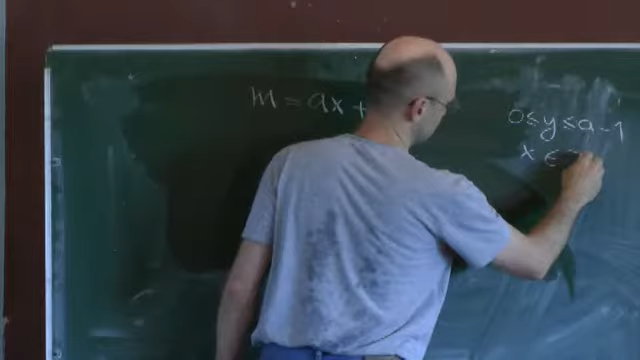 m = ax +
0 ≤ y ≤ a - 1
x ∈